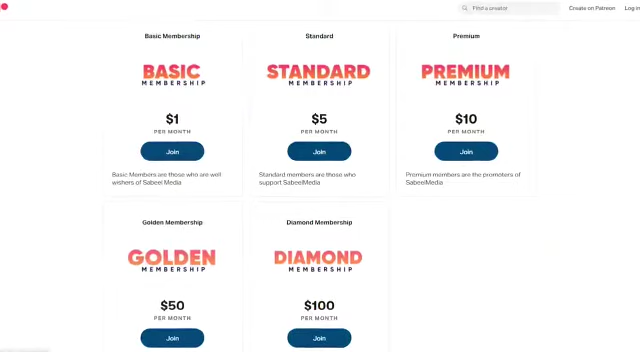 Find a creator
Create on Patreon
Log in
Basic Membership
BASIC
MEMBERSHIP
$1
PER MONTH
Join
Basic Members are those who are well
wishers of Sabeel Media
Standard
STANDARD
MEMBERSHIP
$5
PER MONTH
Join
Standard members are those who
support SabeelMedia
Premium
PREMIUM
MEMBERSHIP
$10
PER MONTH
Join
Premium members are the promoters of
SabeelMedia
Golden Membership
GOLDEN
MEMBERSHIP
$50
PER MONTH
Join
Diamond Membership
DIAMOND
MEMBERSHIP
$100
PER MONTH
Join